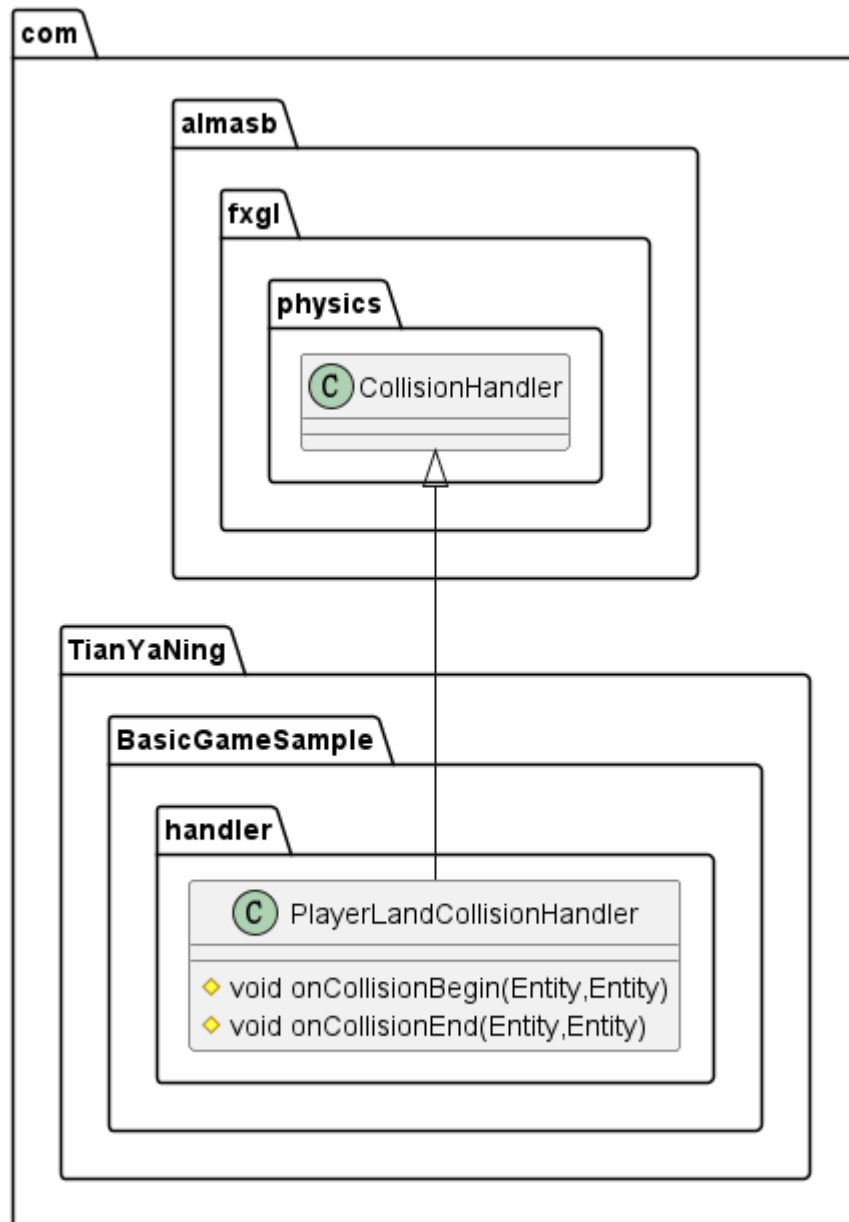 com
almasb
fxgl
physics
C CollisionHandler
TianYaNing
BasicGameSample
handler
C PlayerLandCollisionHandler
void onCollisionBegin(Entity,Entity)
void onCollisionEnd(Entity,Entity)